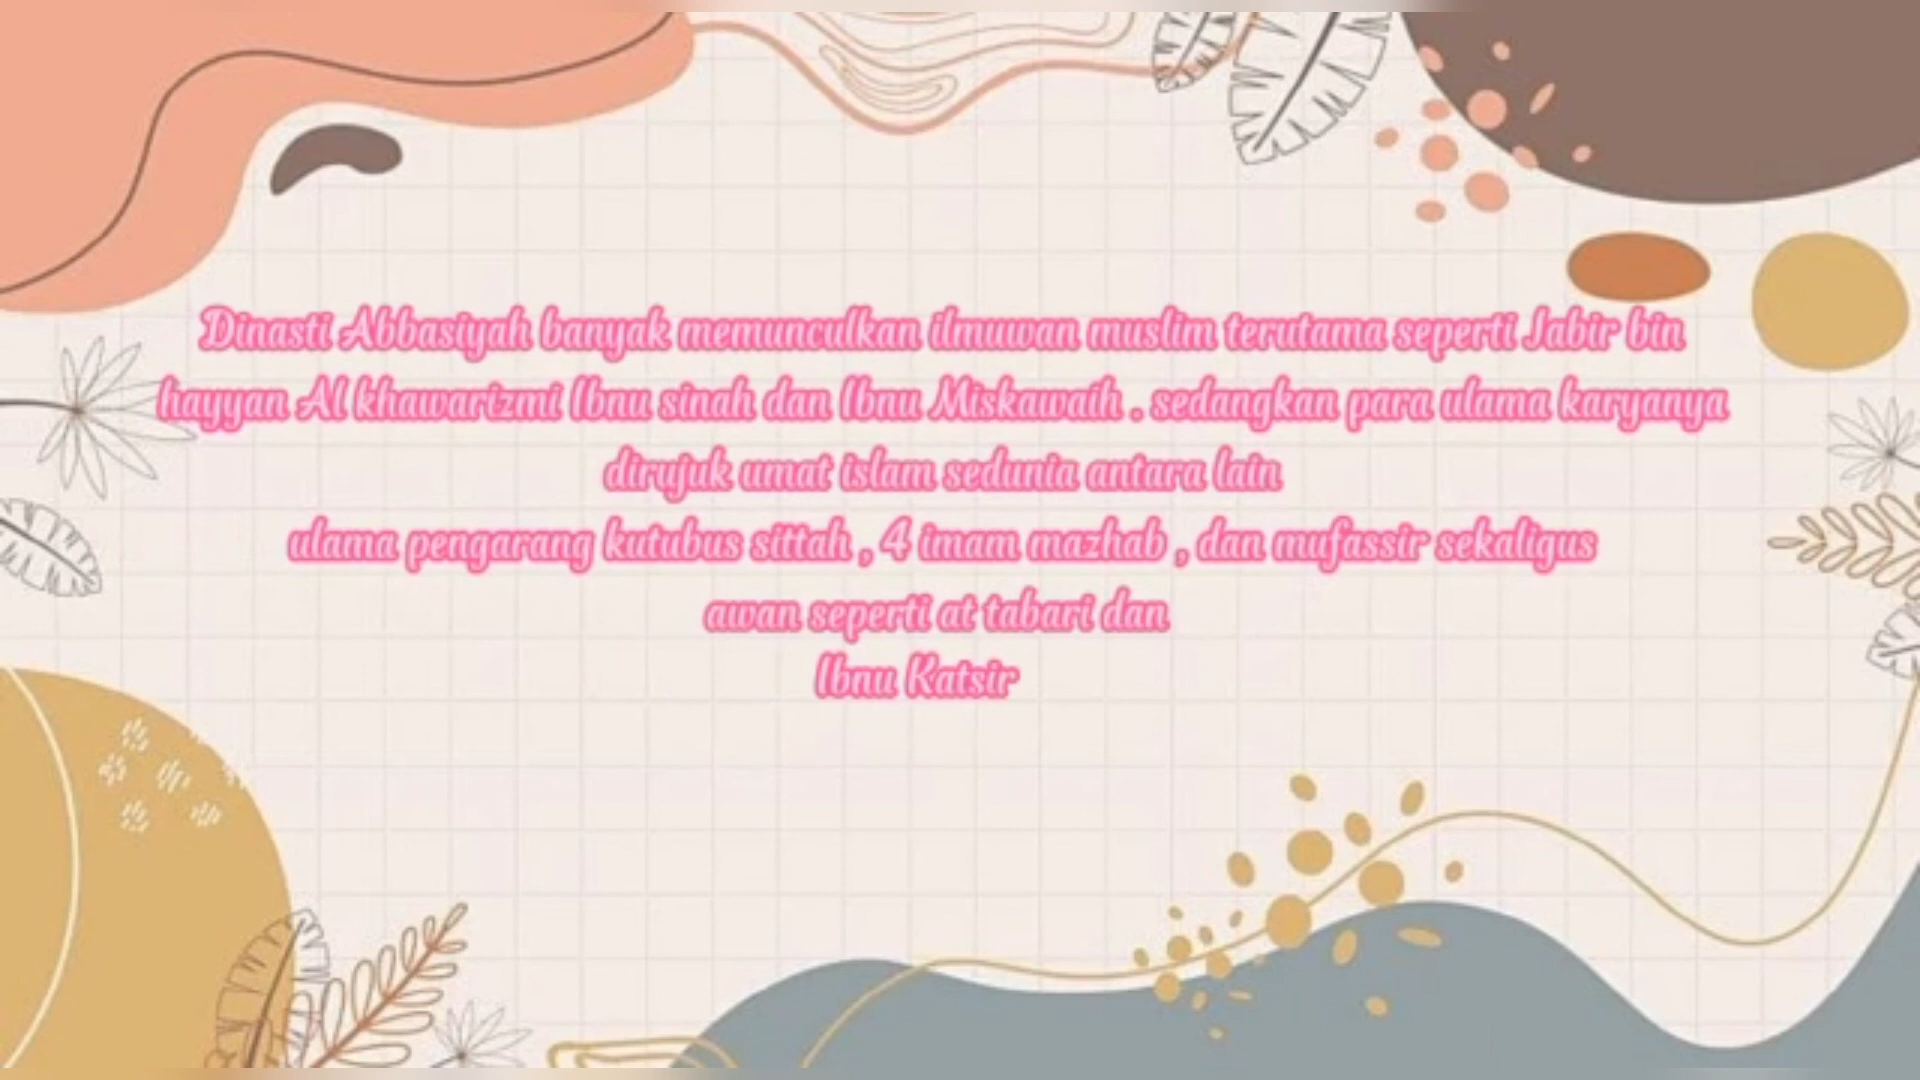 Dinasti Abbasiyah banyak memunculkan ilmuwan muslim terutama seperti Jabir bin
hayyan Al khawarizmi Ibnu sinah dan Ibnu Miskawaih . sedangkan para ulama karyanya
dirujuk umat islam sedunia antara lain
ulama pengarang kutubus sittah , 4 imam mazhab , dan mufassir sekaligus
awan seperti at tabari dan
Ibnu Katsir